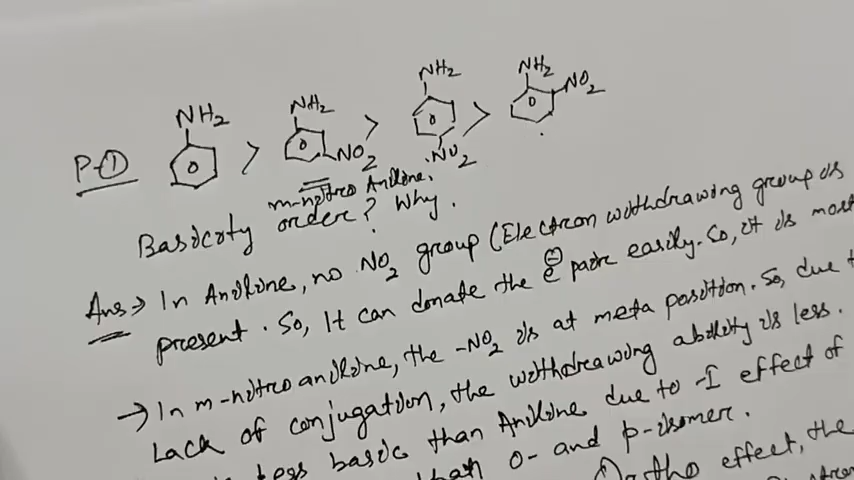 NH2 NH2 NH2 NH2
P-① > NO2 > NO2 > NO2
m-nitro Aniline.
Basicity order? Why.
Ans → In Aniline, no NO2 group (Electron withdrawing group is
present. So, It can donate the e⊖ pair easily. So, it is most
→ In m-nitro aniline, the -NO2 is at meta position. So, due
Lack of conjugation, the withdrawing ability is less.
less basic than Aniline due to -I effect of
than o- and p-isomer.
Ortho effect, the